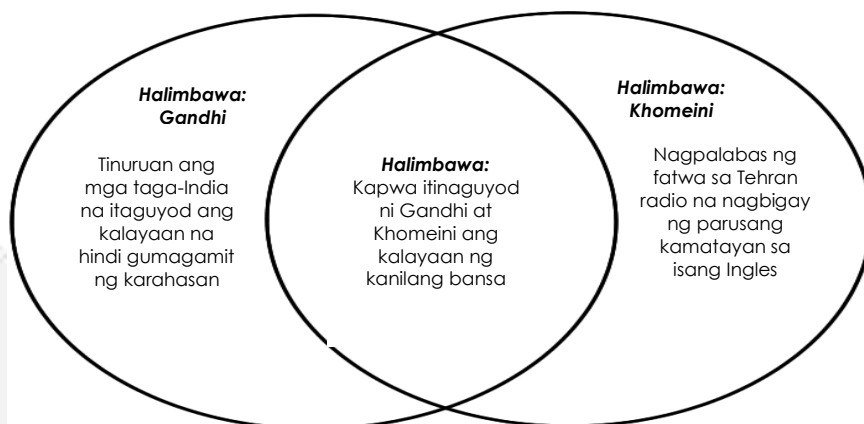 Halimbawa:
Gandhi
Tinuruan ang
mga taga-India
na itaguyod ang
kalayaan na
hindi gumagamit
ng karahasan
Halimbawa:
Kapwa itinaguyod
ni Gandhi at
Khomeini ang
kalayaan ng
kanilang bansa
Halimbawa:
Khomeini
Nagpalabas ng
fatwa sa Tehran
radio na nagbigay
ng parusang
kamatayan sa
isang Ingles